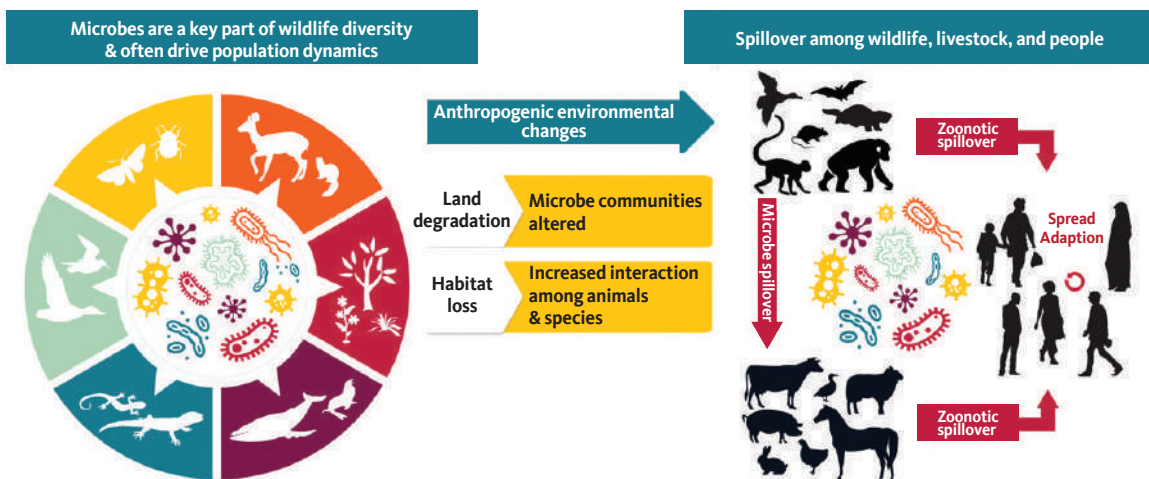 Microbes are a key part of wildlife diversity
& often drive population dynamics
Spillover among wildlife, livestock, and people
Anthropogenic environmental
changes
Land
degradation
Microbe communities
altered
Habitat
loss
Increased interaction
among animals
& species
Zoonotic
spillover
Microbe spillover
Spread
Adaption
Zoonotic
spillover